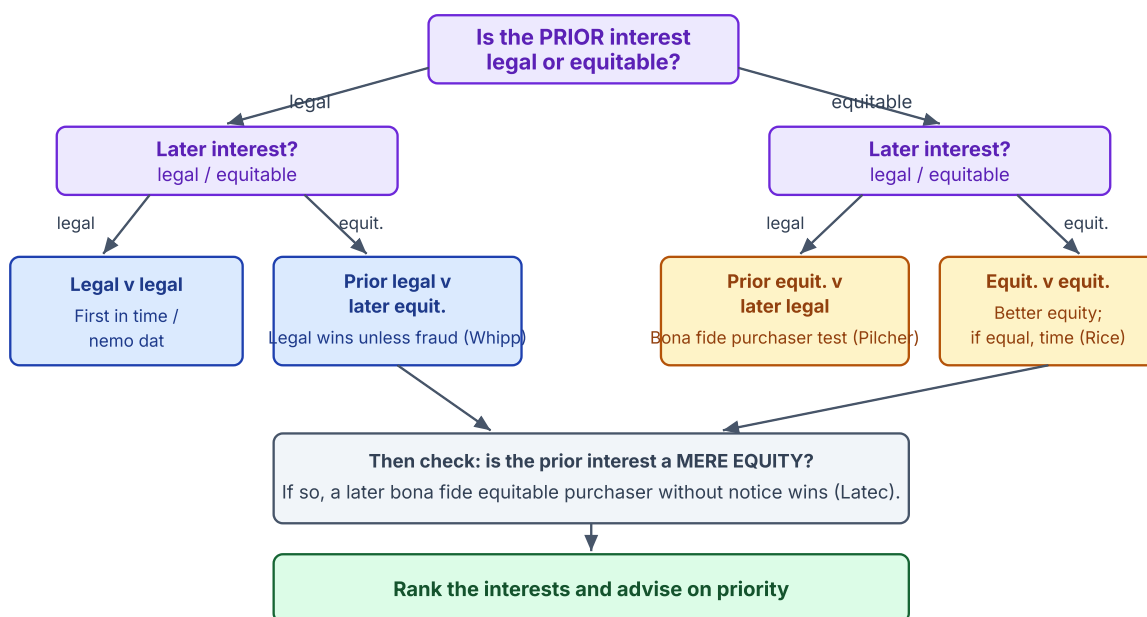 Is the PRIOR interest
legal or equitable?
legal
equitable
Later interest?
legal / equitable
Later interest?
legal / equitable
legal
equit.
legal
equit.
Legal v legal
First in time /
nemo dat
Prior legal v
later equit.
Legal wins unless fraud (Whipp)
Prior equit. v
later legal
Bona fide purchaser test (Pilcher)
Equit. v equit.
Better equity;
if equal, time (Rice)
Then check: is the prior interest a MERE EQUITY?
If so, a later bona fide equitable purchaser without notice wins (Latec).
Rank the interests and advise on priority